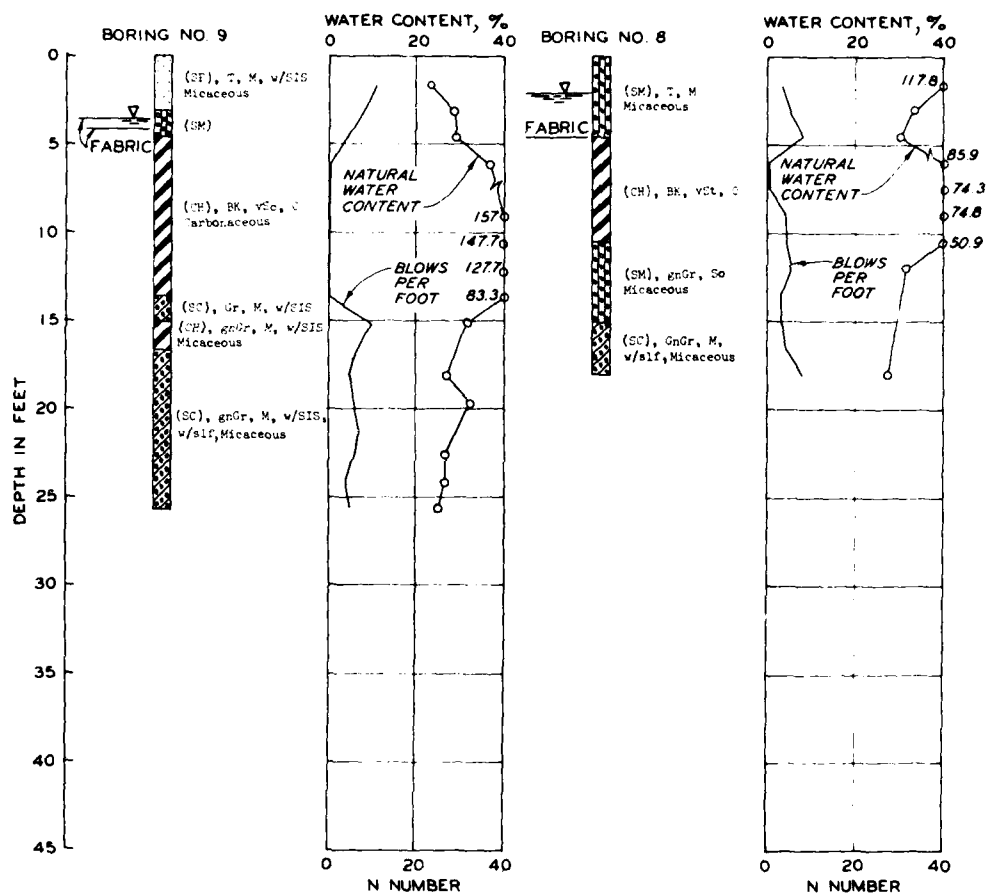 WATER CONTENT, %
0 20 40
BORING NO. 9
WATER CONTENT, %
0 20 40
BORING NO. 8
DEPTH IN FEET
0
5
10
15
20
25
30
35
40
45
T, M, w/SIS
Micaceous
(SM)
FABRIC
(CH), BK,
Carbonaceous
(SC), Gr, M, w/SIS
(CH), gnGr, M, w/SIS
Micaceous
(SC), gnGr, M, w/SIS,
w/slf, Micaceous
NATURAL
WATER
CONTENT
157
147.7
127.7
83.3
BLOWS
PER
FOOT
0 20 40
N NUMBER
(SM), T, M
Micaceous
FABRIC
(CH), BK, vSt,
(SM), gnGr, So
Micaceous
(SC), GnGr, M,
w/slf, Micaceous
117.8
85.9
74.3
74.8
50.9
NATURAL
WATER
CONTENT
BLOWS
PER
FOOT
0 20 40
N NUMBER